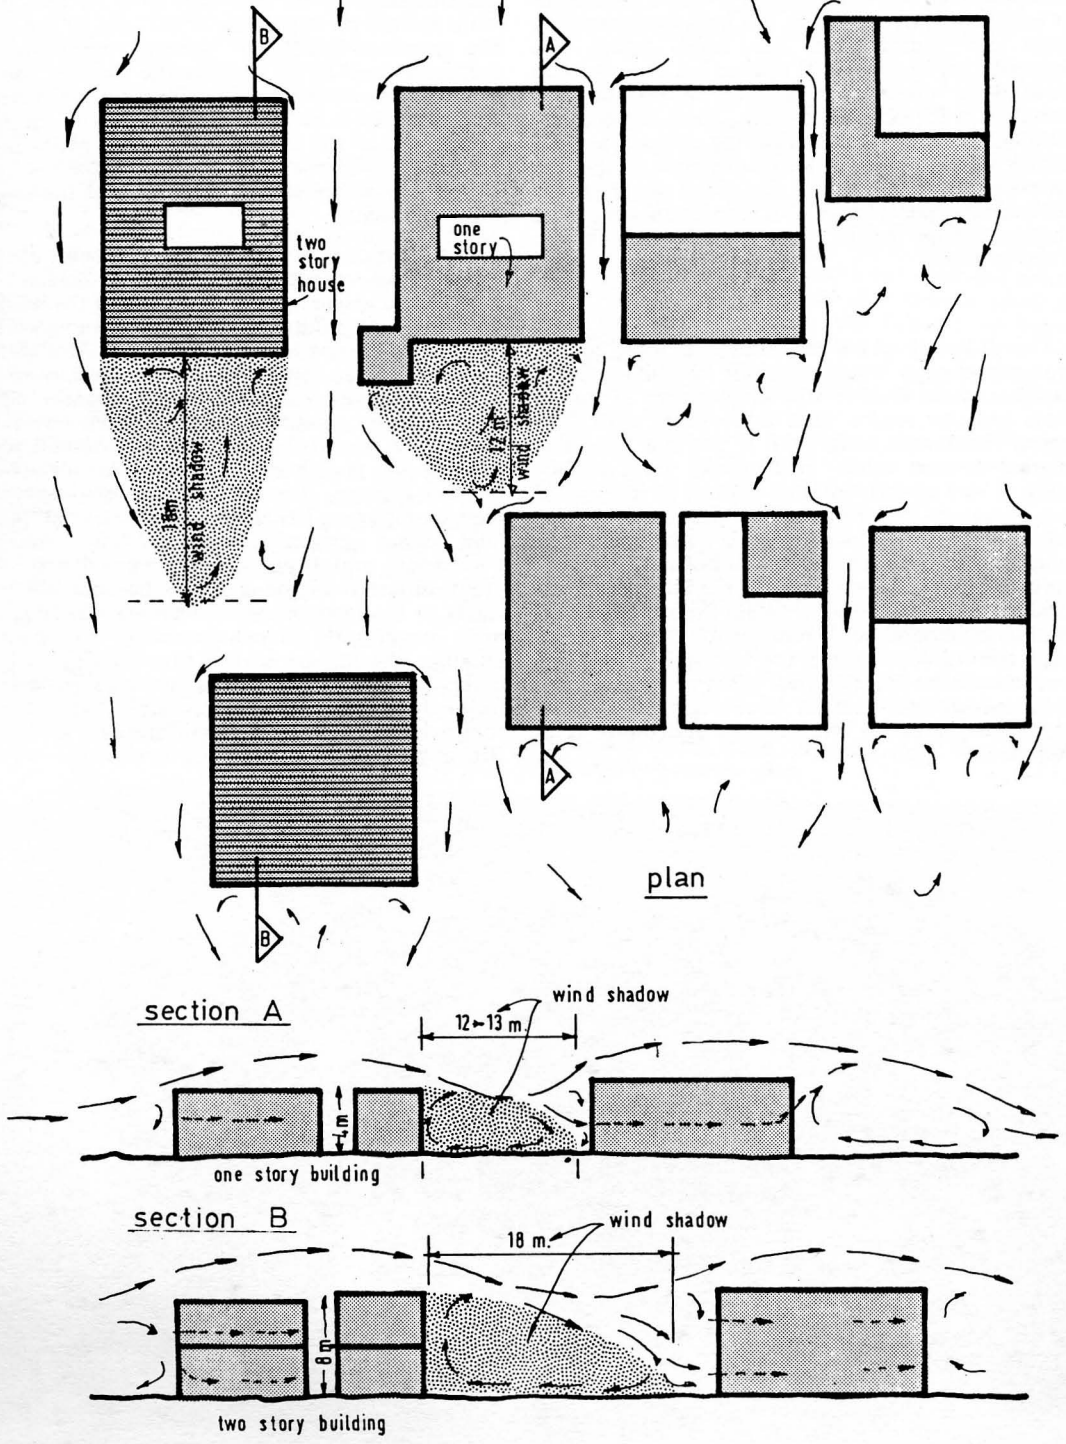 B
A
two
story
house
one
story
18m
wind shadow
12 m
wind shadow
A
B
plan
section A
wind shadow
12-13 m.
m.
one story building
section B
wind shadow
18 m.
8 m
two story building